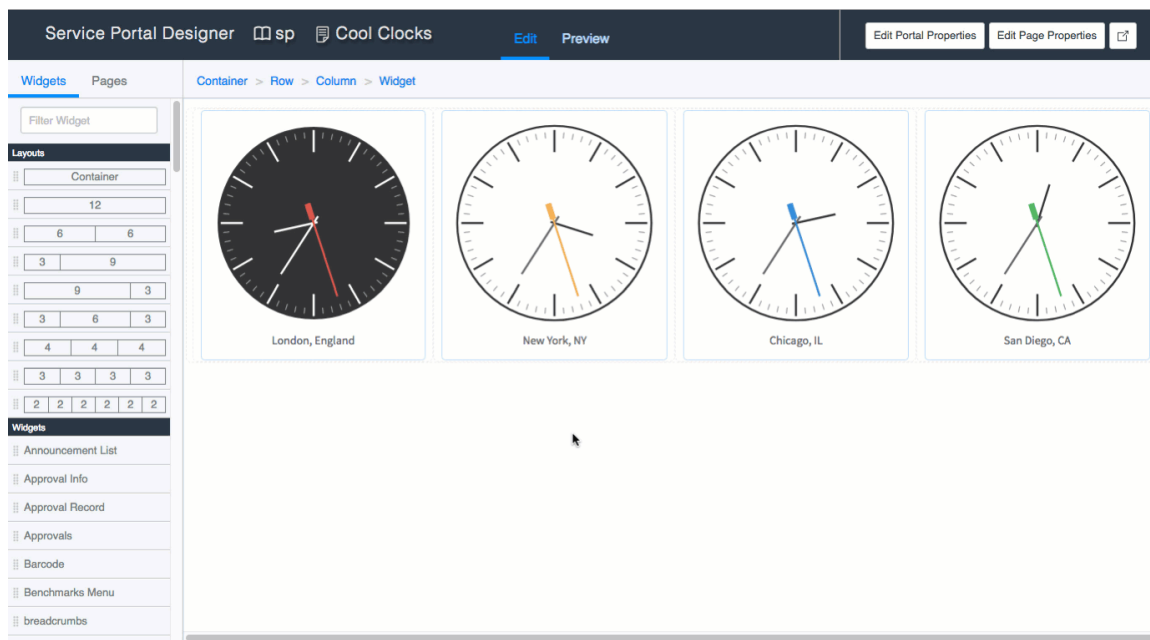 Service Portal Designer sp Cool Clocks Edit Preview Edit Portal Properties Edit Page Properties
Widgets Pages Container > Row > Column > Widget
Filter Widget
Layouts
Container
12
6 6
3 9
9 3
3 6 3
4 4 4
3 3 3 3
2 2 2 2 2 2
London, England New York, NY Chicago, IL San Diego, CA
Widgets
Announcement List
Approval Info
Approval Record
Approvals
Barcode
Benchmarks Menu
breadcrumbs